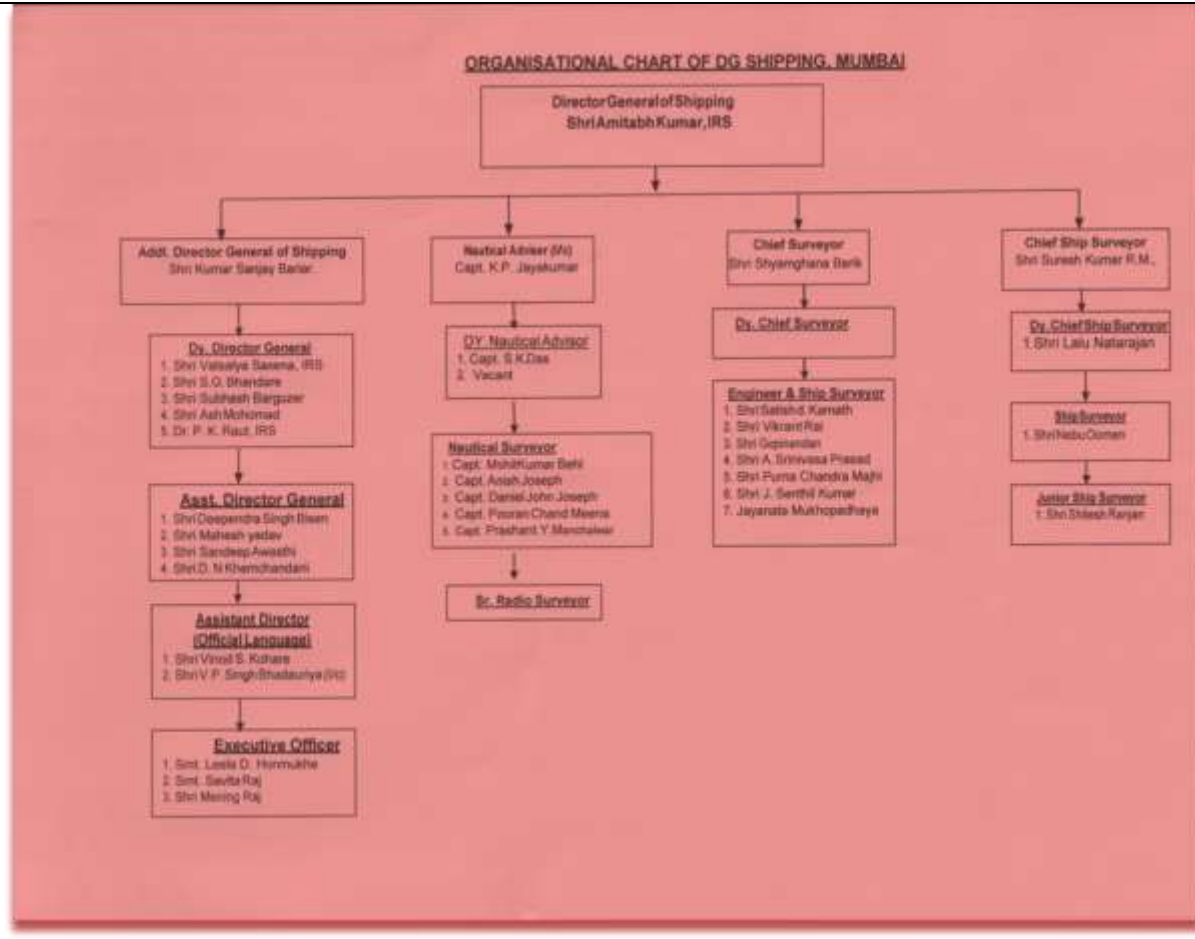 ORGANISATIONAL CHART OF DG SHIPPING, MUMBAI
Director General of Shipping
Shri Amitabh Kumar, IRS
Addl. Director General of Shipping
Shri Kumar Sanjay Bariar
Dy. Director General
1. Shri Vatsalya Saxena, IRS
2. Shri S.G. Bhandare
3. Shri Subhash Barguzer
4. Shri Ash Mohomad
5. Dr. P. K. Raut, IRS
Asst. Director General
1. Shri Deependra Singh Bisen
2. Shri Mahesh yadav
3. Shri Sandeep Awasthi
4. Shri D. N Khemchandani
Assistant Director
(Official Language)
1. Shri Vinod S. Kohare
2. Shri V.P. Singh Bhadauriya (I/c)
Executive Officer
1. Smt. Leela D. Honmukhe
2. Smt. Savita Raj
3. Shri Raj
Nautical Adviser (I/c)
Capt. K.P. Jayakumar
DY. Nautical Advisor
1. Capt. S.K.Das
2. Vacant
Nautical Surveyor
1. Capt. Kumar Behl
2. Capt. Anish Joseph
3. Capt. Daniel John Joseph
4. Capt. Pooran Chand Meena
5. Capt. Prashant Y.
Sr. Radio Surveyor
Chief Surveyor
Shri Shyamghana Barik
Dy. Chief Surveyor
Engineer & Ship Surveyor
1. Shri Satish d. Kamath
2. Shri Vikrant Rai
3. Shri Gopinandan
4. Shri A. Srinivasa Prasad
5. Shri Purna Chandra Majhi
6. Shri J. Senthil Kumar
7. Jayanata Mukhopadhaya
Chief Ship Surveyor
Shri Suresh Kumar R.M.,
Dy. Chief Ship Surveyor
1. Shri Lalu Natarajan
Ship Surveyor
1. Shri Nebu Oomen
Junior Ship Surveyor
1. Shri Ranjan